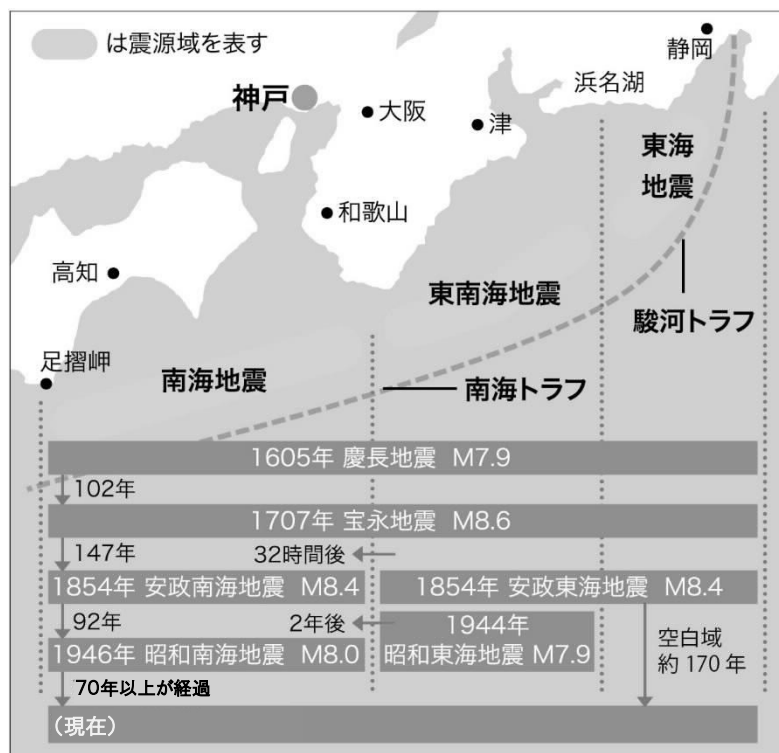 は震源域を表す
静岡
浜名湖
神戸
大阪
津
東海
地震
和歌山
高知
東南海地震
駿河トラフ
足摺岬
南海地震
南海トラフ
1605年 慶長地震 M7.9
102年
1707年 宝永地震 M8.6
147年
32時間後
1854年 安政南海地震 M8.4
1854年 安政東海地震 M8.4
92年
2年後
1944年
昭和東海地震 M7.9
空白域
約170年
1946年 昭和南海地震 M8.0
70年以上が経過
(現在)